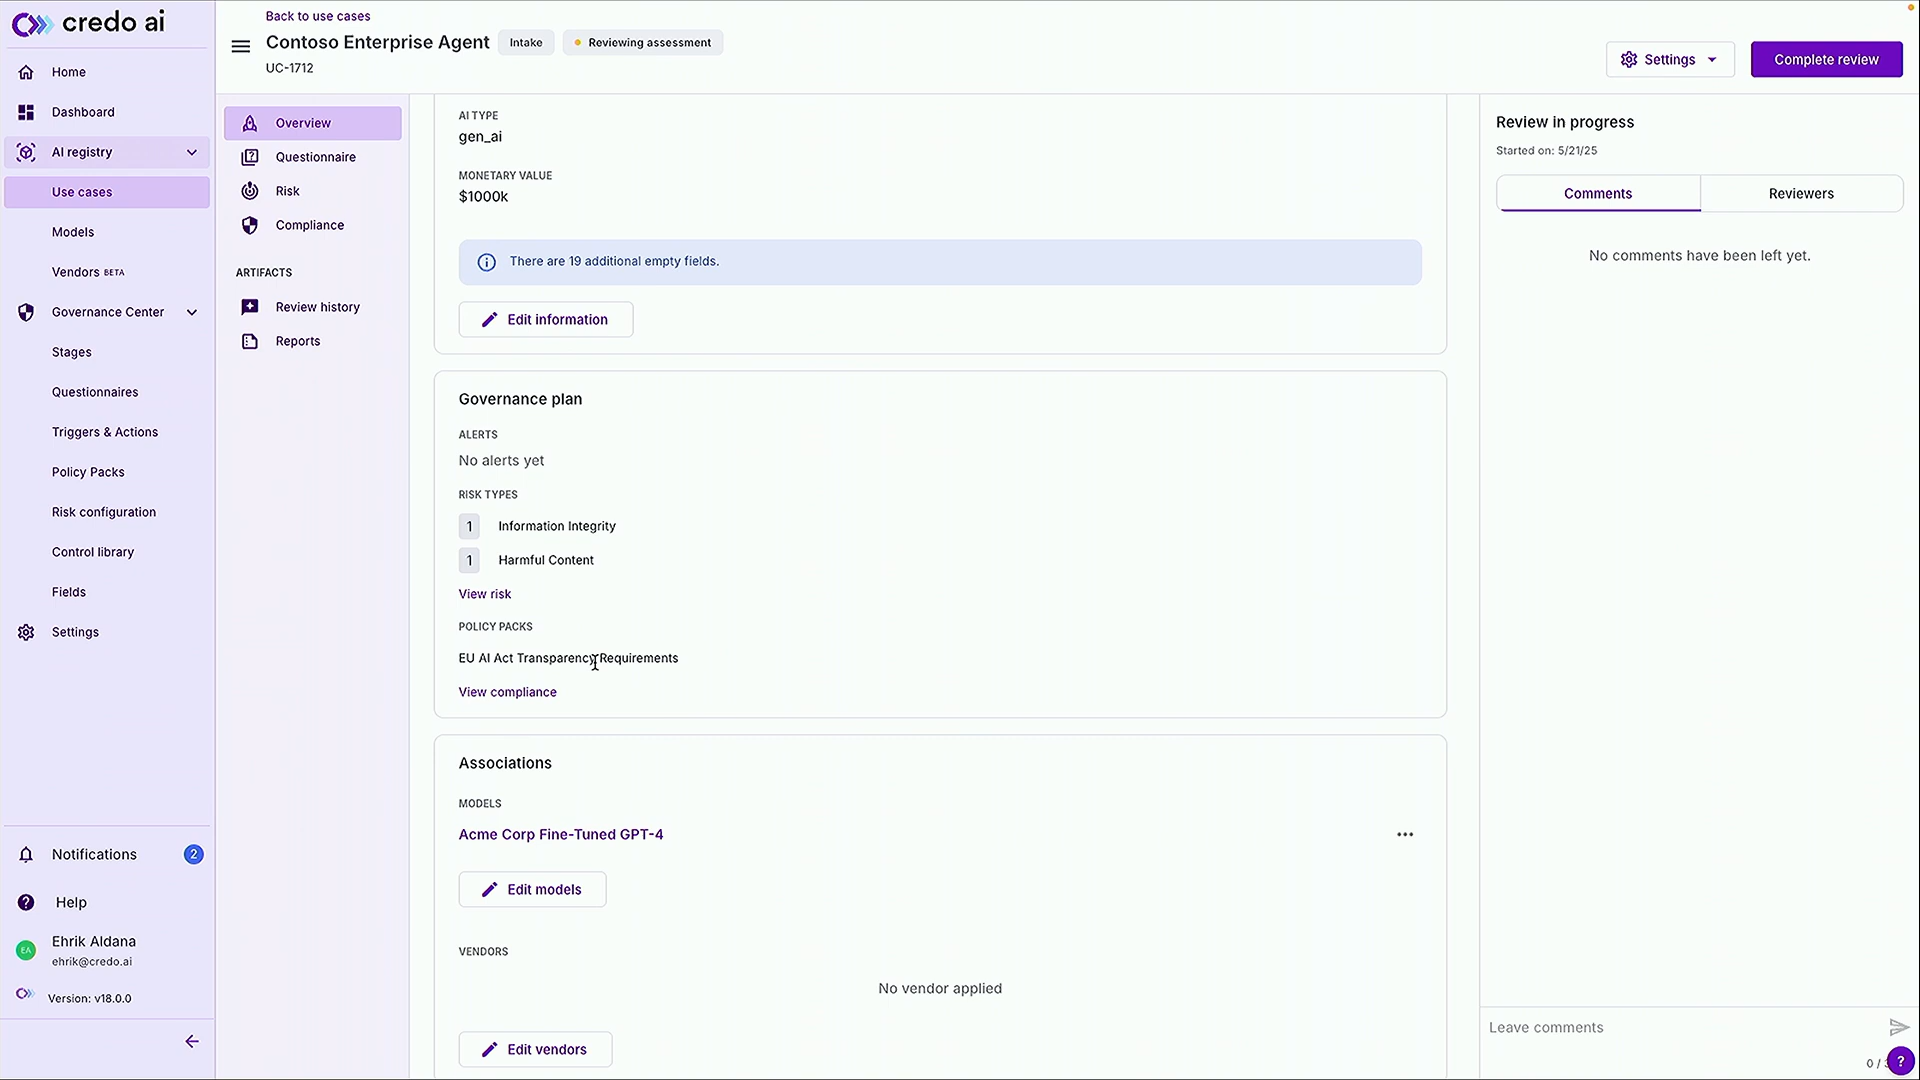 credo ai
Home
Dashboard
AI registry
Use cases
Models
Vendors BETA
Governance Center
Stages
Questionnaires
Triggers & Actions
Policy Packs
Risk configuration
Control library
Fields
Settings
Notifications 2
Help
EA
Ehrik Aldana
ehrik@credo.ai
Version: v18.0.0
Back to use cases
Contoso Enterprise Agent Intake Reviewing assessment
UC-1712
Settings
Complete review
Overview
Questionnaire
Risk
Compliance
ARTIFACTS
Review history
Reports
AI TYPE
gen_ai
MONETARY VALUE
$1000k
There are 19 additional empty fields.
Edit information
Governance plan
ALERTS
No alerts yet
RISK TYPES
1 Information Integrity
1 Harmful Content
View risk
POLICY PACKS
EU AI Act Transparency Requirements
View compliance
Associations
MODELS
Acme Corp Fine-Tuned GPT-4
Edit models
VENDORS
No vendor applied
Edit vendors
Review in progress
Started on: 5/21/25
Comments Reviewers
No comments have been left yet.
Leave comments
0 /
?